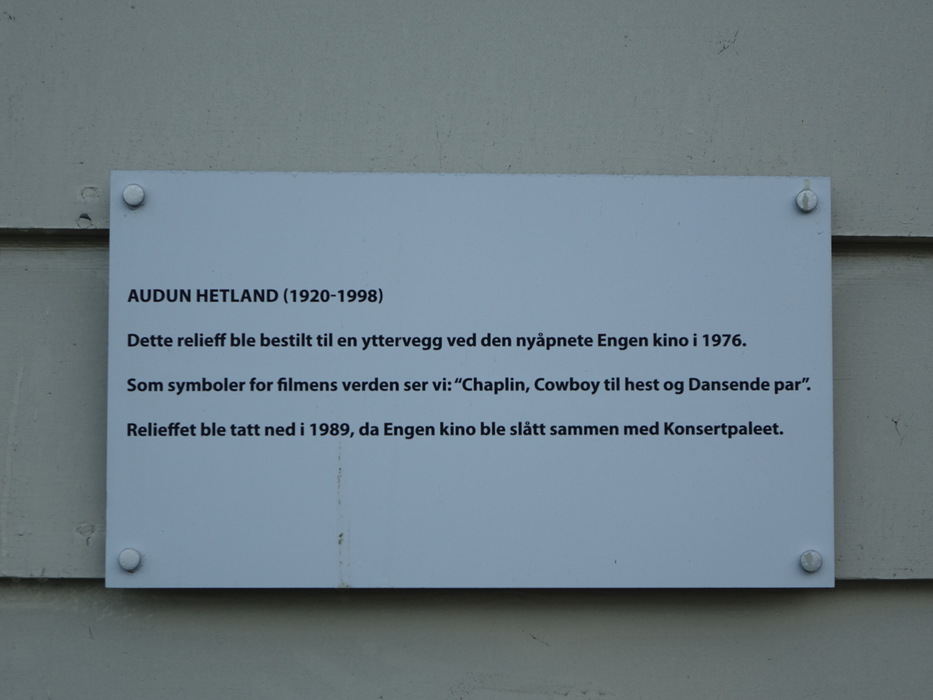 AUDUN HETLAND (1920-1998)
Dette relieff ble bestilt til en yttervegg ved den nyåpnete Engen kino i 1976.
Som symboler for filmens verden ser vi: “Chaplin, Cowboy til hest og Dansende par”.
Relieffet ble tatt ned i 1989, da Engen kino ble slått sammen med Konsertpaleet.